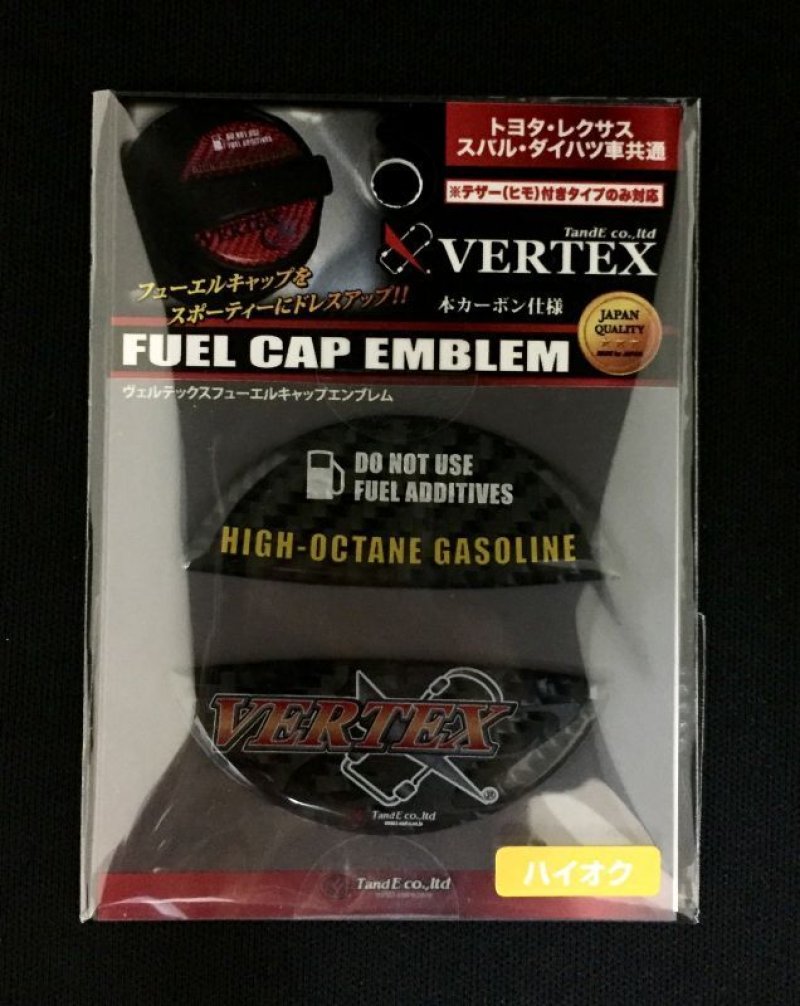 DO NOT USE
FUEL ADDITIVES
VERTEX
トヨタ・レクサス
スバル・ダイハツ車共通
※テザー(ヒモ)付きタイプのみ対応
TandE co.,ltd
VERTEX
フューエルキャップを
スポーティーにドレスアップ!!
本カーボン仕様
JAPAN
QUALITY
MADE IN JAPAN
FUEL CAP EMBLEM
ヴェルテックスフューエルキャップエンブレム
DO NOT USE
FUEL ADDITIVES
HIGH-OCTANE GASOLINE
VERTEX
®
TandE co.,ltd
ハイオク
TandE co.,ltd